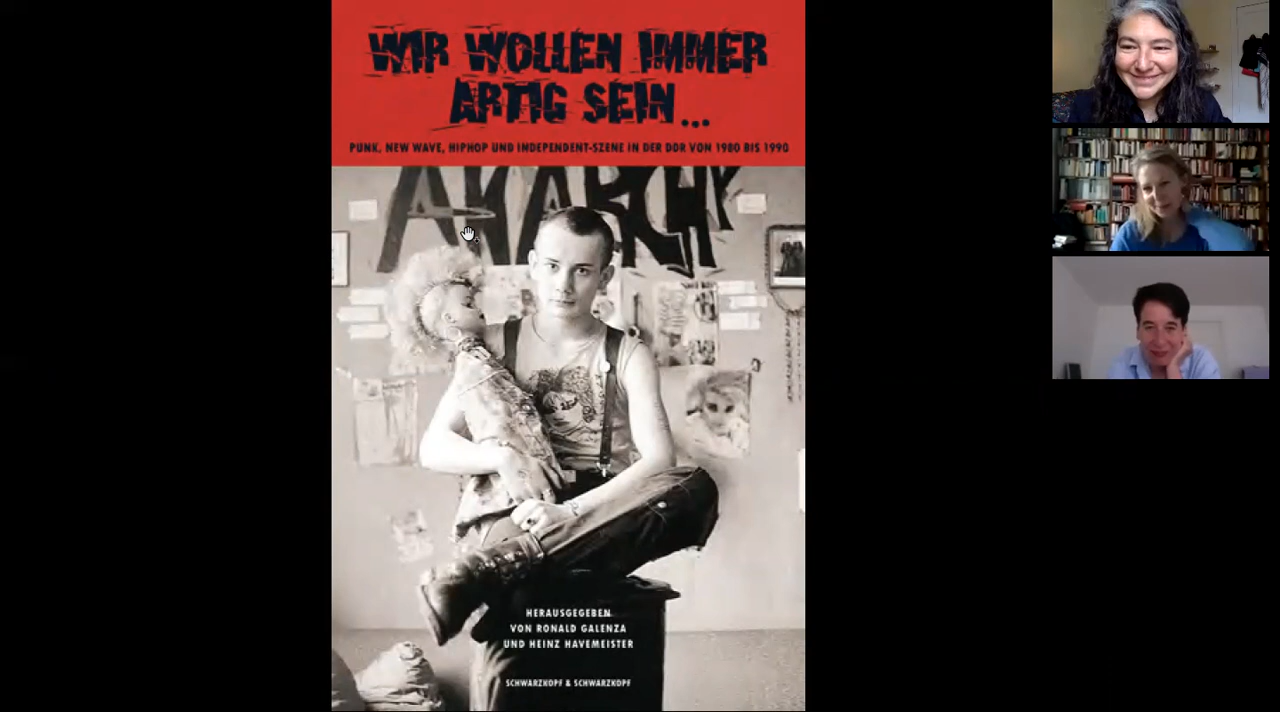 WIR WOLLEN IMMER
ARTIG SEIN...
PUNK, NEW WAVE, HIPHOP UND INDEPENDENT-SZENE IN DER DDR VON 1980 BIS 1990
ANARCHY
HERAUSGEGEBEN
VON RONALD GALENZA
UND HEINZ HAVEMEISTER
SCHWARZKOPF & SCHWARZKOPF